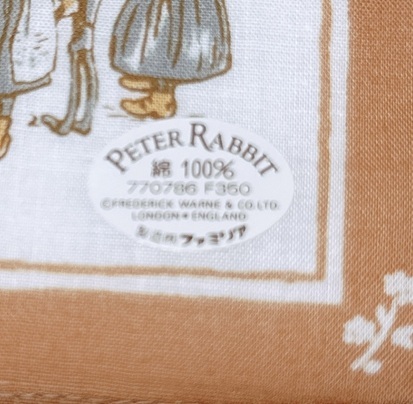 PETER RABBIT
綿 100%
770786 F350
©FREDERICK WARNE & CO.LTD.
LONDON ENGLAND
ファミリア